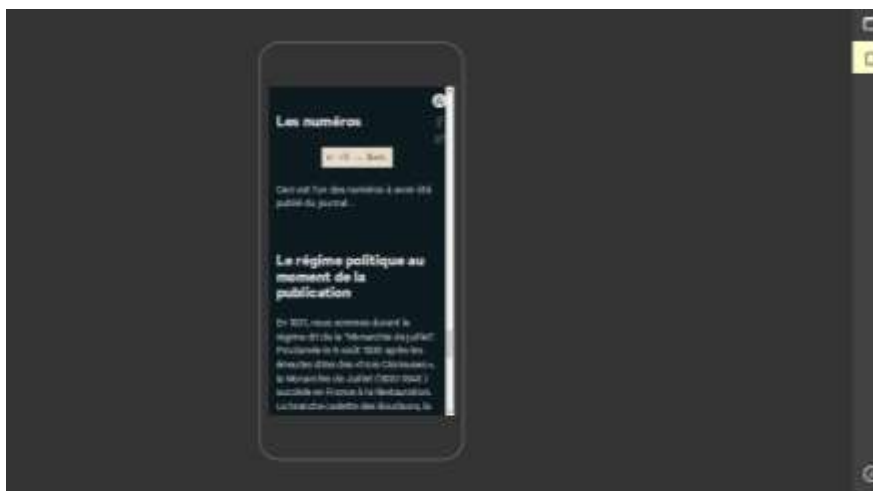 Les numéros
Ceci est l'un des numéros à avoir été
publié du journal...
Le régime politique au
moment de la
publication
En 1831, nous sommes durant le
régime dit de la "Monarchie de juillet".
Proclamée le 9 août 1830 après les
émeutes dites des «Trois Glorieuses»,
la Monarchie de Juillet (1830-1848)
succède en France à la Restauration.
La branche cadette des Bourbons, la